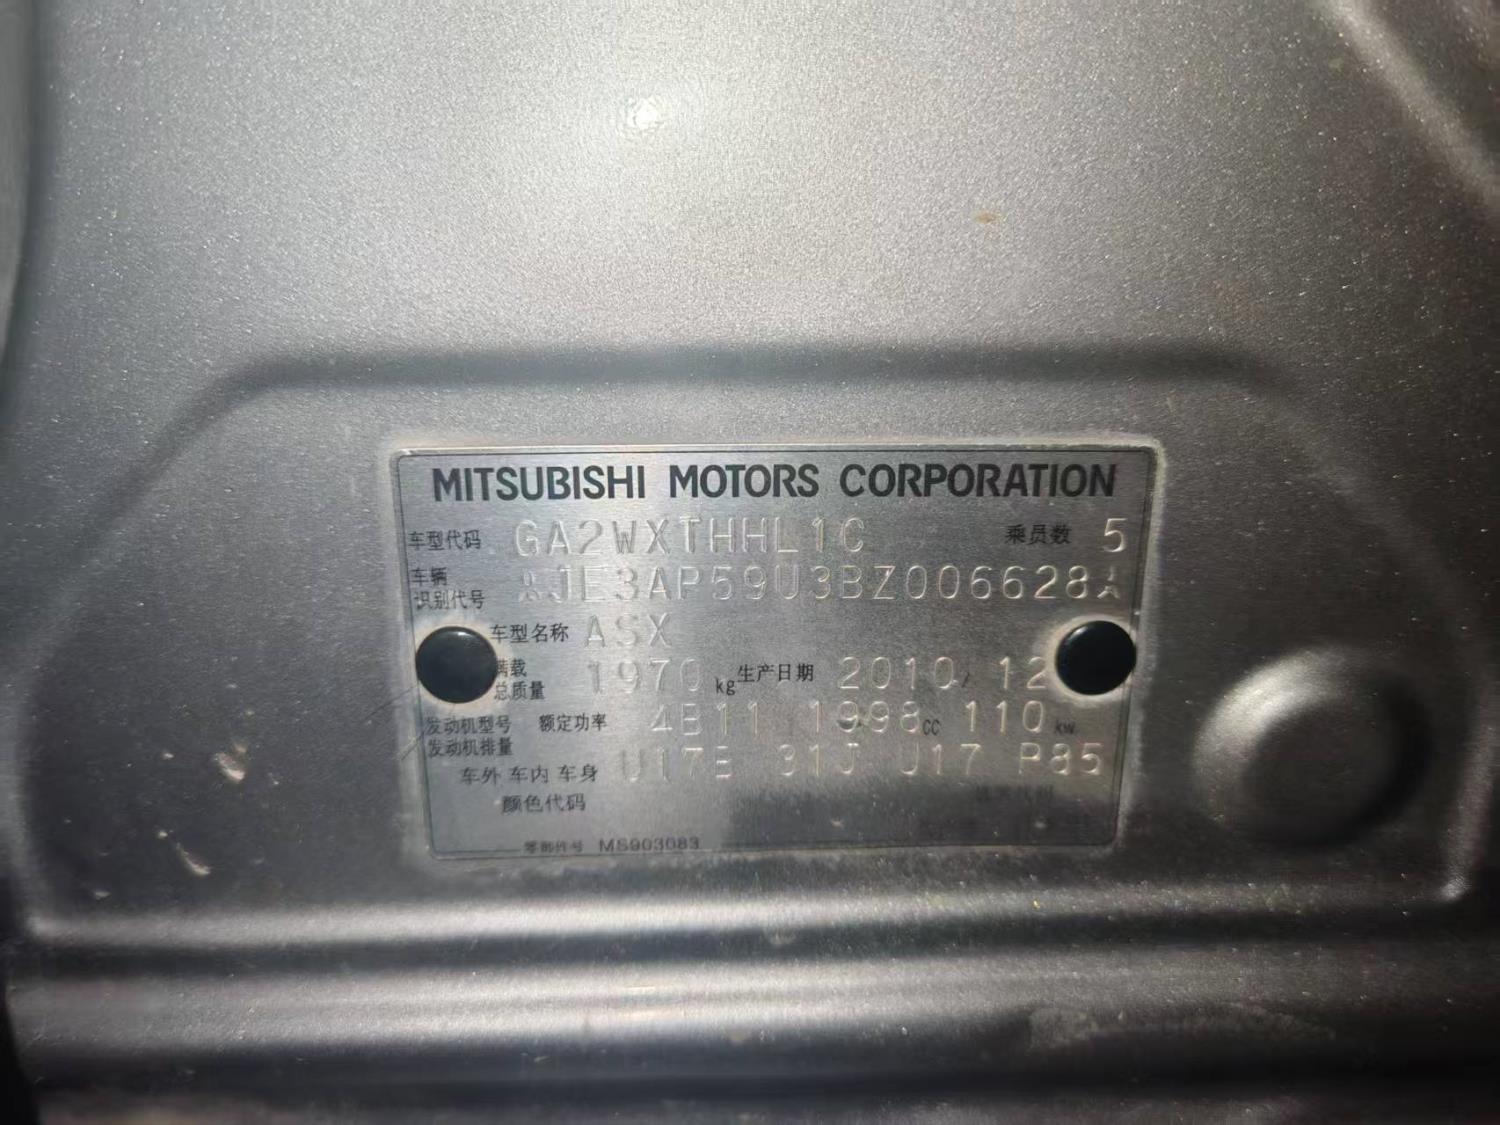 MITSUBISHI MOTORS CORPORATION
车型代码 GA2WXTHHL1C 乘员数 5
车辆
识别代号 JE3AP59U3BZ006628
车型名称 ASX
满载
总质量 1970 kg 生产日期 2010/12
发动机型号 额定功率 4B11 1998 cc 110 kw
发动机排量
车外 车内 车身 U17B 31J U17 P85
颜色代码
零部件号 MS903083